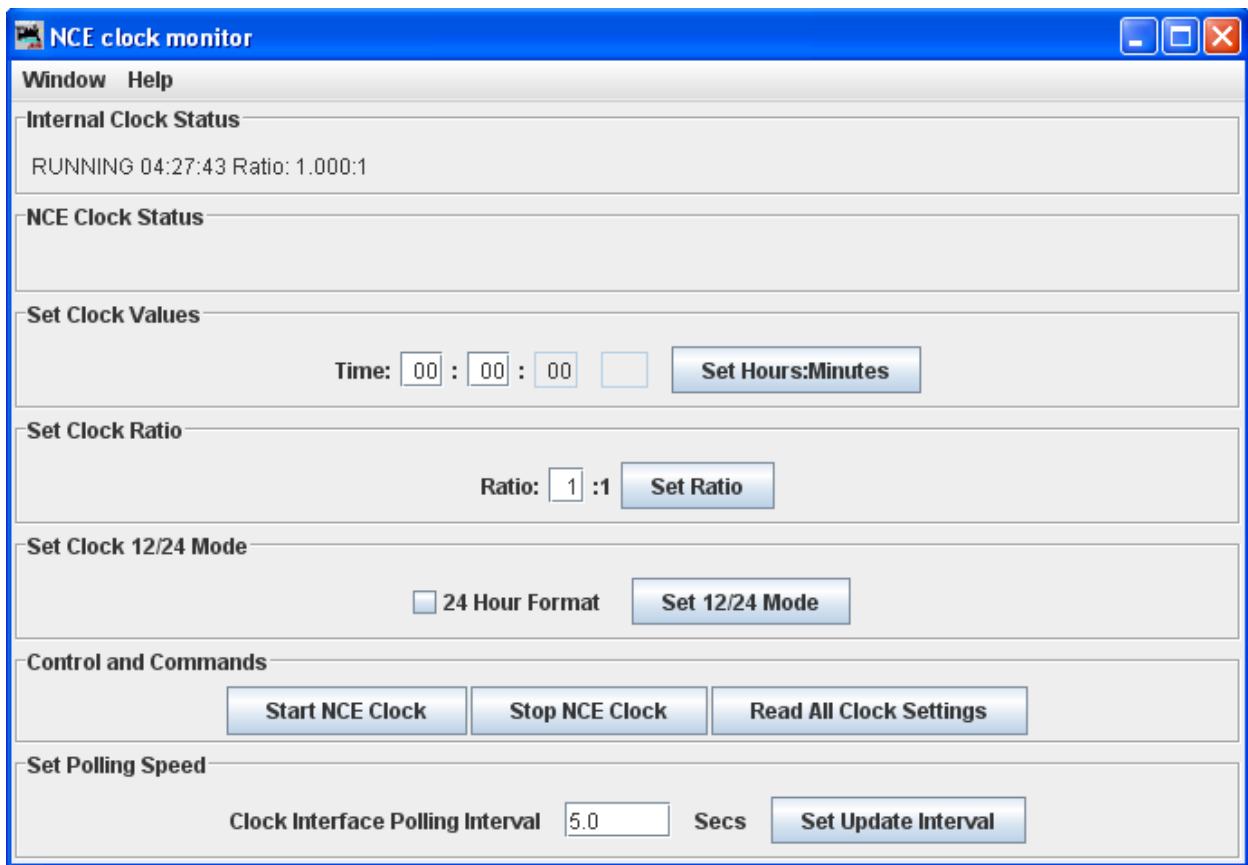 NCE clock monitor
Window Help
Internal Clock Status
RUNNING 04:27:43 Ratio: 1.000:1
NCE Clock Status
Set Clock Values
Time: 00 : 00 : 00 Set Hours:Minutes
Set Clock Ratio
Ratio: 1 :1 Set Ratio
Set Clock 12/24 Mode
24 Hour Format Set 12/24 Mode
Control and Commands
Start NCE Clock Stop NCE Clock Read All Clock Settings
Set Polling Speed
Clock Interface Polling Interval 5.0 Secs Set Update Interval